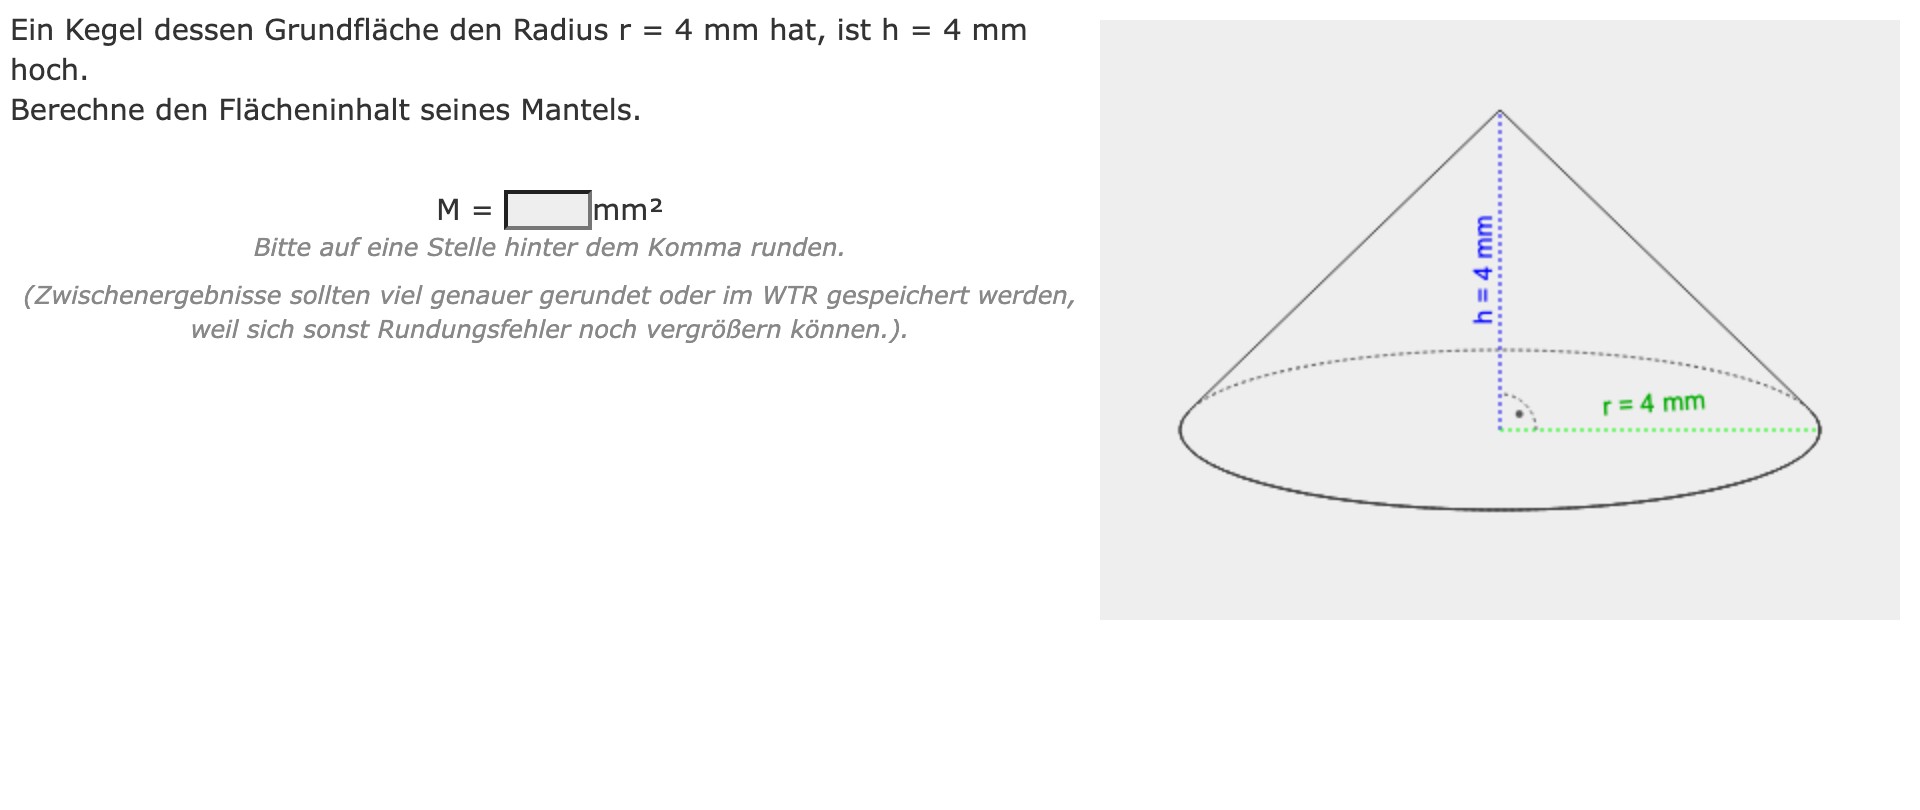 Ein Kegel dessen Grundfläche den Radius r = 4 mm hat, ist h = 4 mm
hoch.
Berechne den Flächeninhalt seines Mantels.
M = mm²
Bitte auf eine Stelle hinter dem Komma runden.
(Zwischenergebnisse sollten viel genauer gerundet oder im WTR gespeichert werden,
weil sich sonst Rundungsfehler noch vergrößern können.).
h = 4 mm
r = 4 mm